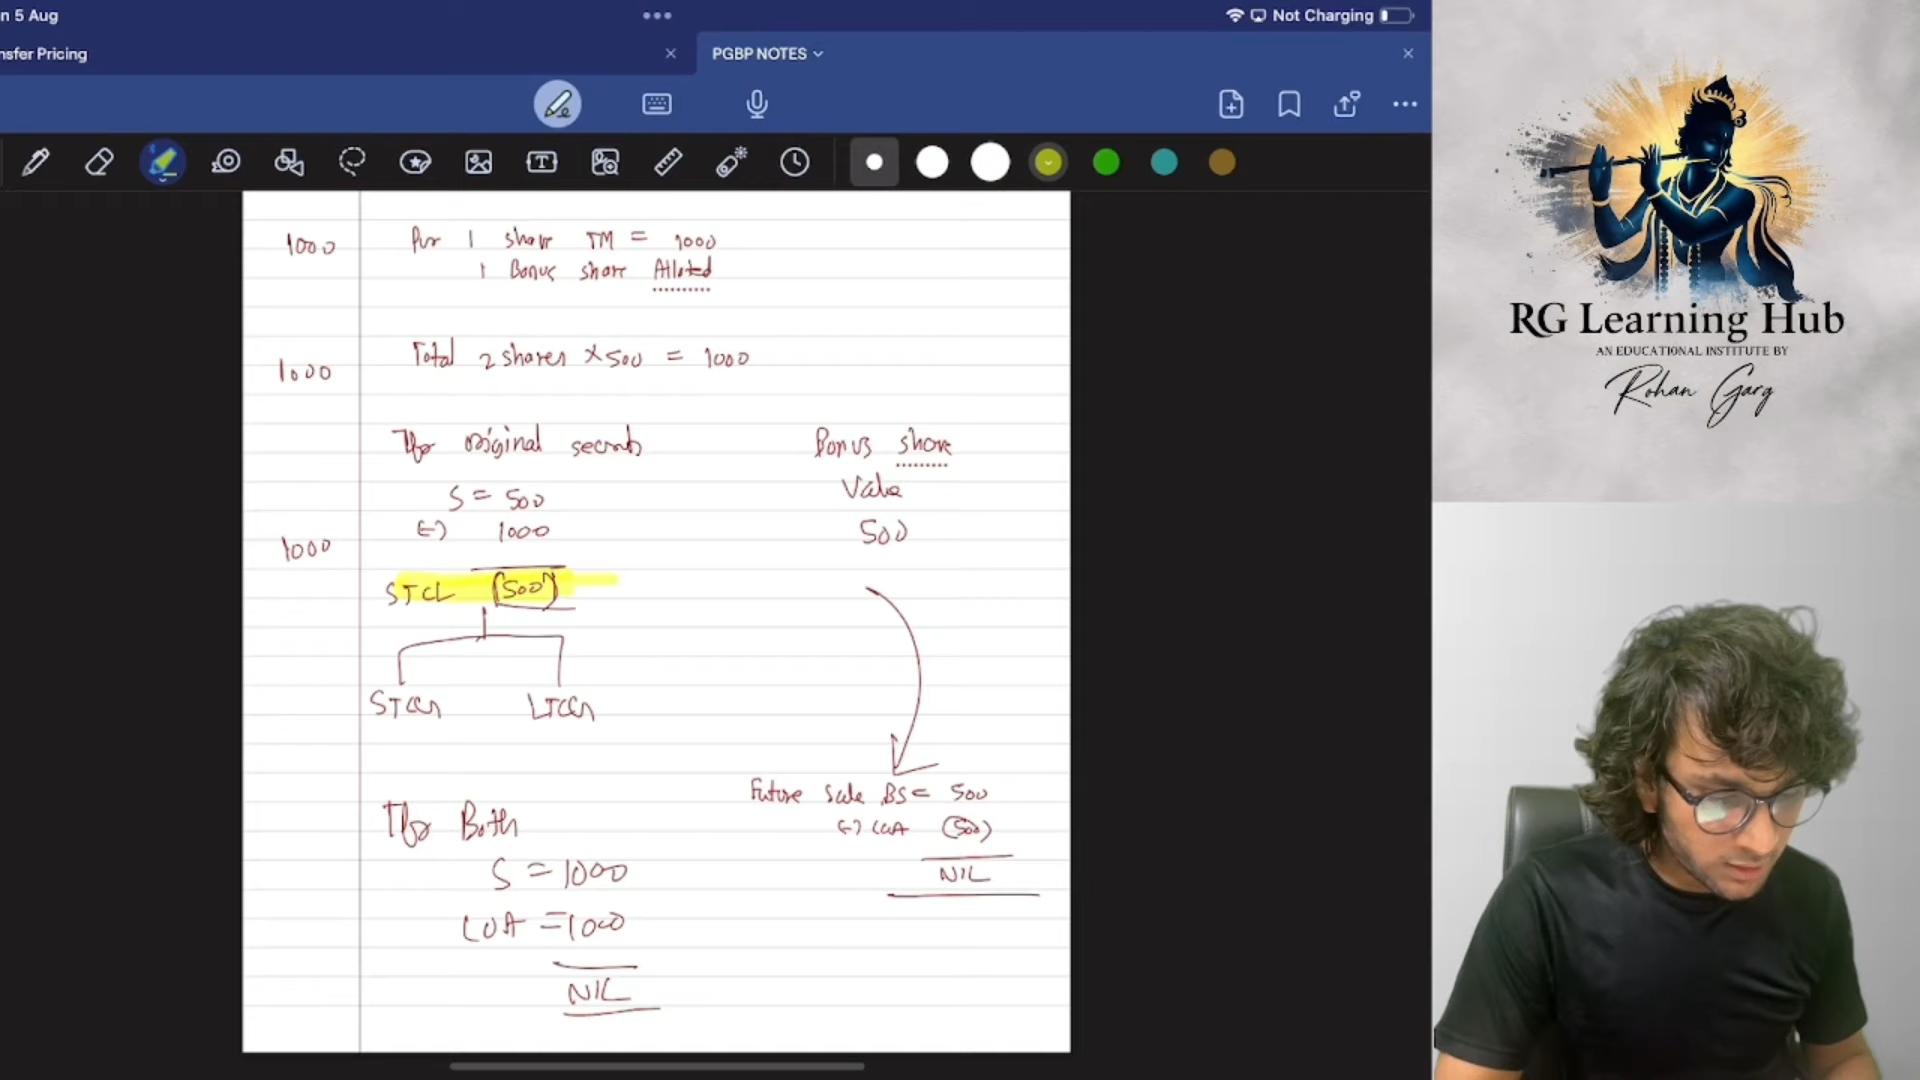 n 5 Aug
Not Charging
nsfer Pricing
PGBP NOTES
1000
Pur 1 share TM = 1000
1 Bonus share Alloted
1000
Total 2 shares × 500 = 1000
Tfr original
Bonus share
Value
500
S = 500
(-) 1000
1000
STCL (500)
STCG
LTCG
Future Sale BS = 500
(-) COA (500)
NIL
Tfr Both
S = 1000
COA = 1000
NIL
RG Learning Hub
AN EDUCATIONAL INSTITUTE BY
Rohan Garg